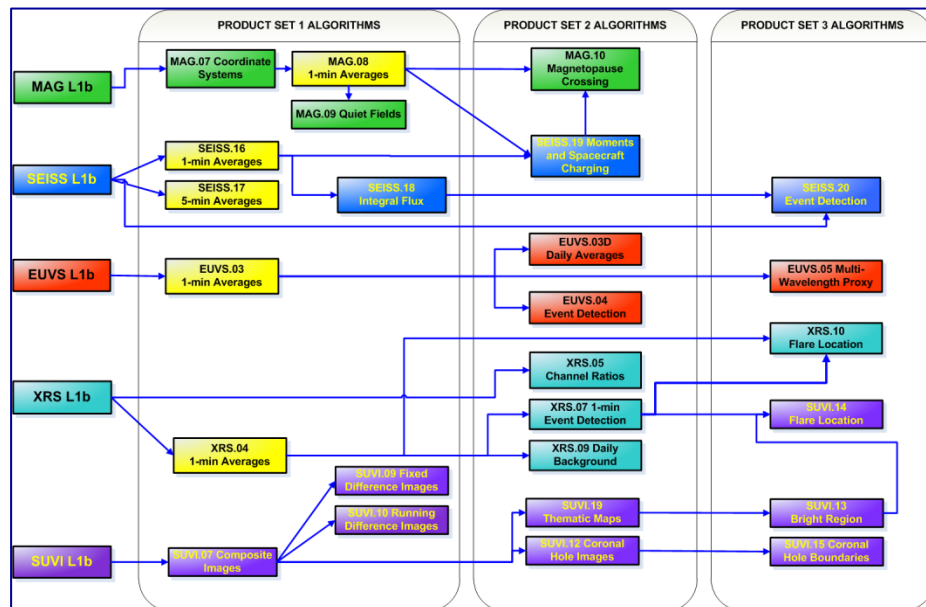 PRODUCT SET 1 ALGORITHMS
PRODUCT SET 2 ALGORITHMS
PRODUCT SET 3 ALGORITHMS
MAG L1b
MAG.07 Coordinate
Systems
MAG.08
1-min Averages
MAG.10
Magnetopause
Crossing
MAG.09 Quiet Fields
SEISS L1b
SEISS.16
1-min Averages
SEISS.17
5-min Averages
SEISS.18
Integral Flux
SEISS.19 Moments
and Spacecraft
Charging
SEISS.20
Event Detection
EUVS L1b
EUVS.03
1-min Averages
EUVS.03D
Daily Averages
EUVS.04
Event Detection
EUVS.05 Multi-
Wavelength Proxy
XRS L1b
XRS.04
1-min Averages
XRS.05
Channel Ratios
XRS.07 1-min
Event Detection
XRS.09 Daily
Background
XRS.10
Flare Location
SUVI.14
Flare Location
SUVI L1b
SUVI.07 Composite
Images
SUVI.09 Fixed
Difference Images
SUVI.10 Running
Difference Images
SUVI.19
Thematic Maps
SUVI.12 Coronal
Hole Images
SUVI.13
Bright Region
SUVI.15 Coronal
Hole Boundaries